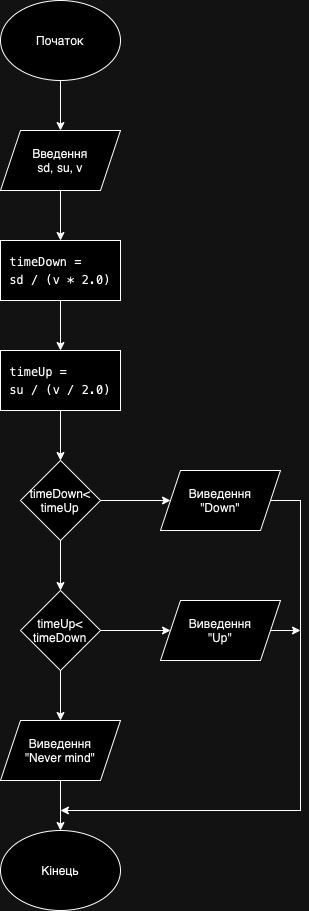 Початок
Введення
sd, su, v
timeDown =
sd / (v * 2.0)
timeUp =
su / (v / 2.0)
timeDown<
timeUp
Виведення
"Down"
timeUp<
timeDown
Виведення
"Up"
Виведення
"Never mind"
Кінець